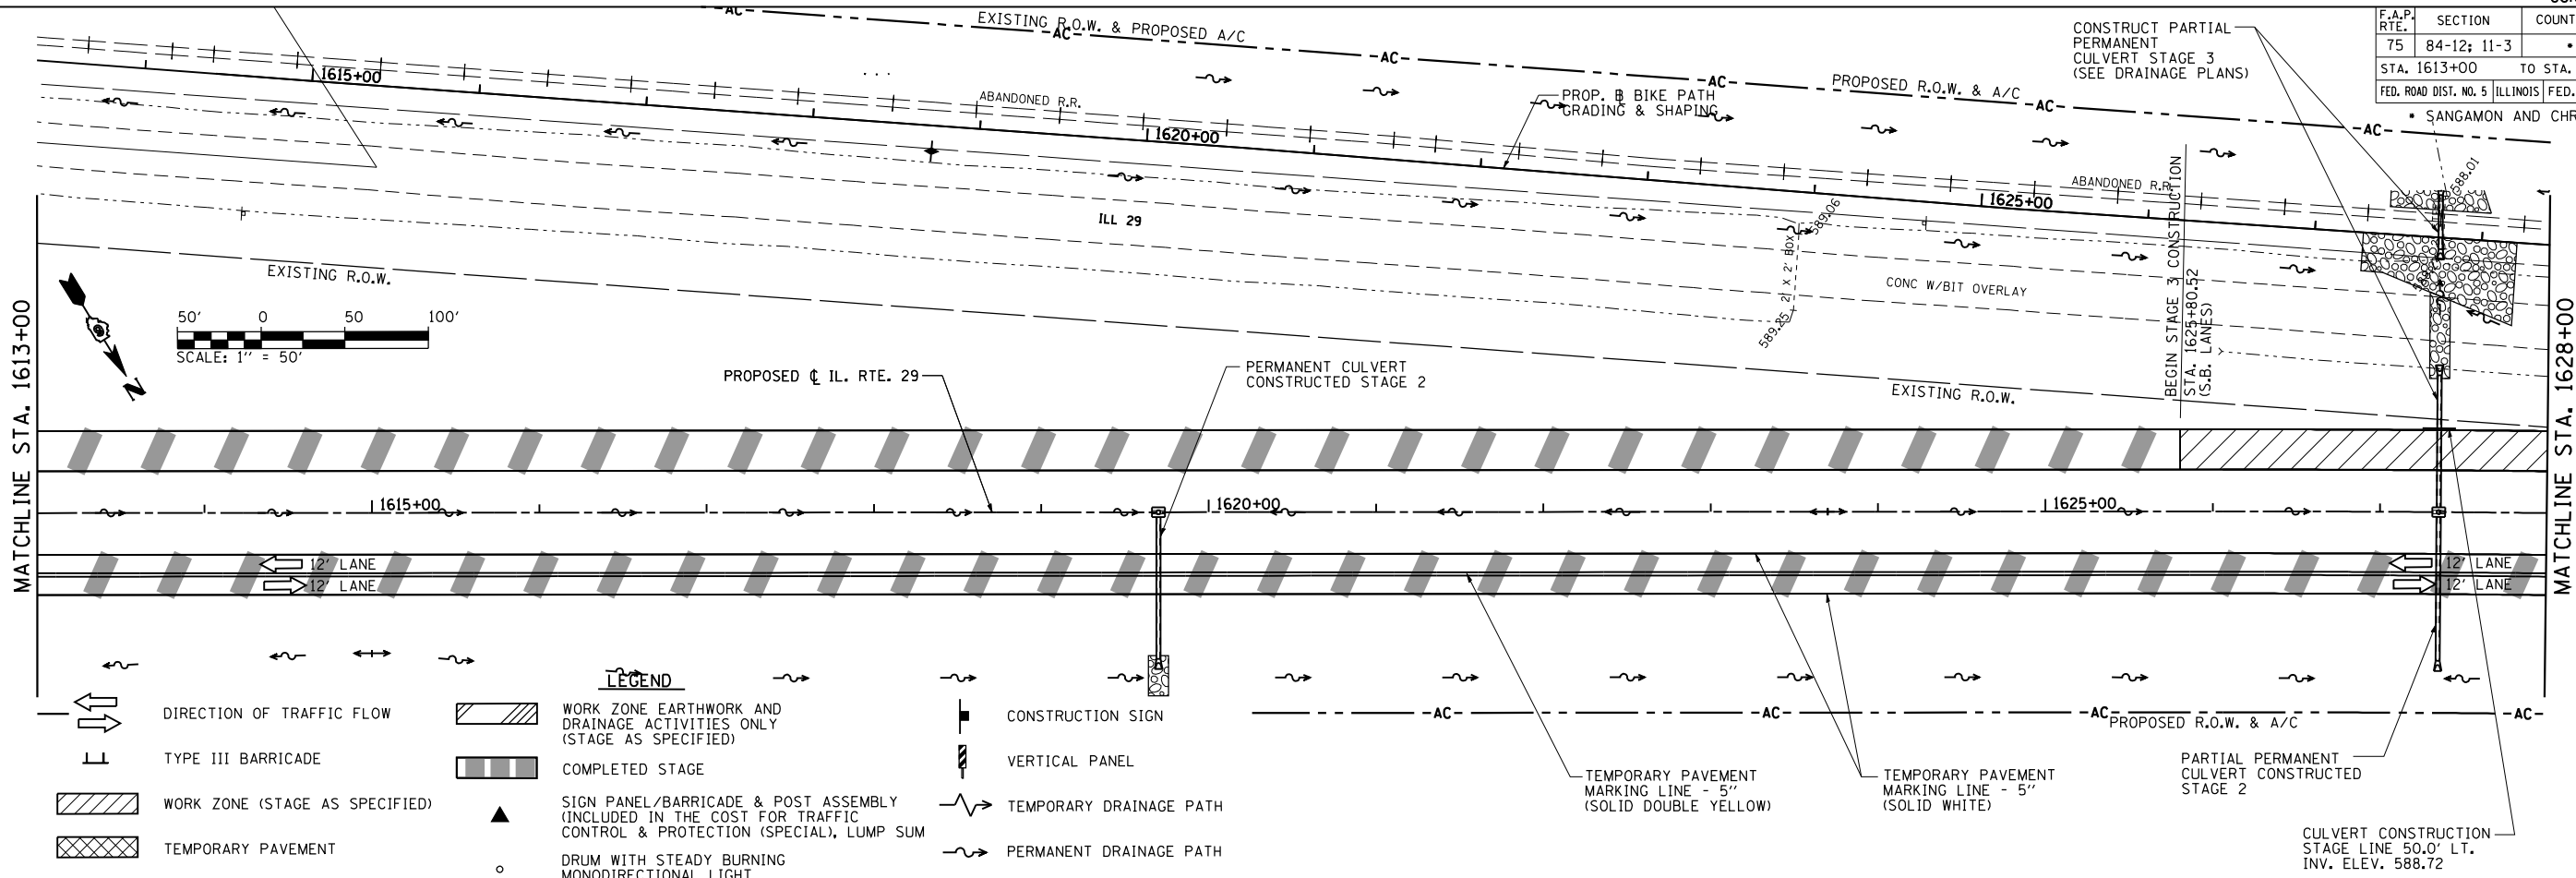 AC
EXISTING R.O.W. & PROPOSED A/C
AC
AC
AC
PROPOSED R.O.W. & A/C
AC
AC
CONSTRUCT PARTIAL
PERMANENT
CULVERT STAGE 3
(SEE DRAINAGE PLANS)
F.A.P. RTE.
SECTION
COUNT
75
84-12; 11-3
*
STA. 1613+00 TO STA.
FED. ROAD DIST. NO. 5
ILLINOIS
FED.
* SANGAMON AND CHR
1615+00
ABANDONED R.R.
1620+00
PROP. ⅊ BIKE PATH
GRADING & SHAPING
ABANDONED R.R.
1625+00
588.01
ILL 29
589.06
2' X 2' BOX
589.25
CONC W/BIT OVERLAY
BEGIN STAGE 3 CONSTRUCTION
STA. 1625+80.52
(S.B. LANES)
EXISTING R.O.W.
EXISTING R.O.W.
MATCHLINE STA. 1613+00
MATCHLINE STA. 1628+00
N
50' 0 50 100'
SCALE: 1'' = 50'
PROPOSED ℄ IL. RTE. 29
PERMANENT CULVERT
CONSTRUCTED STAGE 2
1615+00
1620+00
1625+00
12' LANE
12' LANE
12' LANE
12' LANE
AC
AC
AC
PROPOSED R.O.W. & A/C
AC
LEGEND
DIRECTION OF TRAFFIC FLOW
TYPE III BARRICADE
WORK ZONE (STAGE AS SPECIFIED)
TEMPORARY PAVEMENT
WORK ZONE EARTHWORK AND
DRAINAGE ACTIVITIES ONLY
(STAGE AS SPECIFIED)
COMPLETED STAGE
SIGN PANEL/BARRICADE & POST ASSEMBLY
(INCLUDED IN THE COST FOR TRAFFIC
CONTROL & PROTECTION (SPECIAL), LUMP SUM
DRUM WITH STEADY BURNING
MONODIRECTIONAL LIGHT
CONSTRUCTION SIGN
VERTICAL PANEL
TEMPORARY DRAINAGE PATH
PERMANENT DRAINAGE PATH
TEMPORARY PAVEMENT
MARKING LINE - 5''
(SOLID DOUBLE YELLOW)
TEMPORARY PAVEMENT
MARKING LINE - 5''
(SOLID WHITE)
PARTIAL PERMANENT
CULVERT CONSTRUCTED
STAGE 2
CULVERT CONSTRUCTION
STAGE LINE 50.0' LT.
INV. ELEV. 588.72